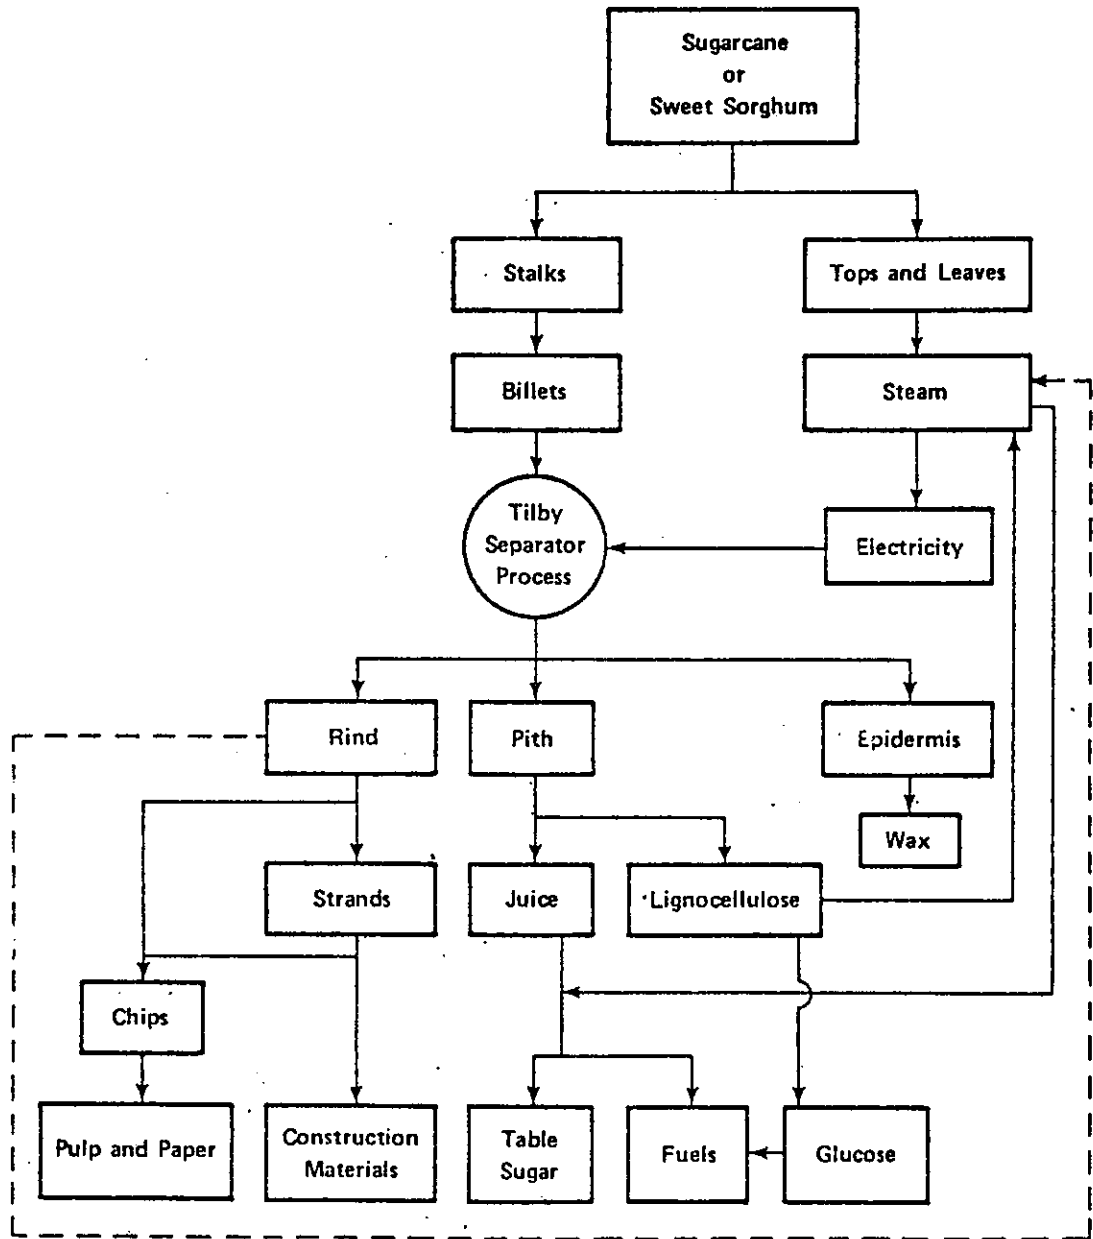 Sugarcane
or
Sweet Sorghum
Stalks
Tops and Leaves
Billets
Steam
Tilby
Separator
Process
Electricity
Rind
Pith
Epidermis
Wax
Strands
Juice
Lignocellulose
Chips
Pulp and Paper
Construction
Materials
Table
Sugar
Fuels
Glucose